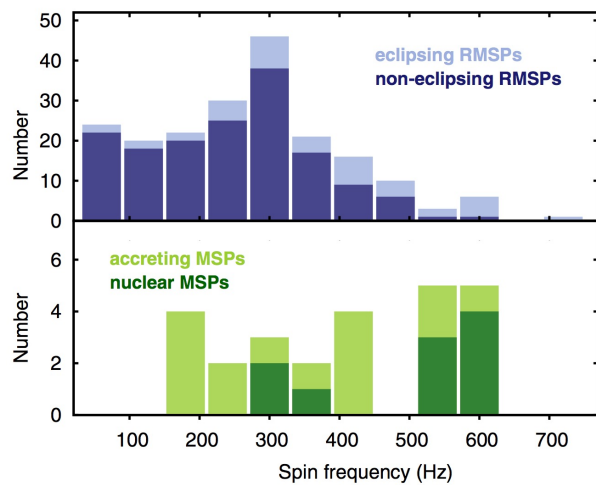 50
40
30
20
10
0
Number
eclipsing RMSPs
non-eclipsing RMSPs
6
4
2
0
Number
accreting MSPs
nuclear MSPs
100 200 300 400 500 600 700
Spin frequency (Hz)